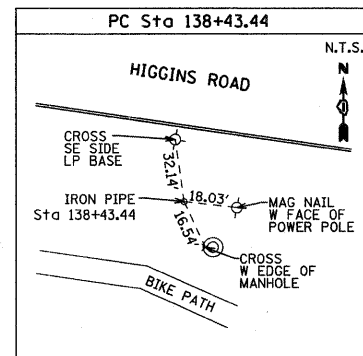 PC Sta 138+43.44
N.T.S.
HIGGINS ROAD
N
CROSS
SE SIDE
LP BASE
32.14'
IRON PIPE
Sta 138+43.44
18.03'
MAG NAIL
W FACE OF
POWER POLE
16.54'
CROSS
W EDGE OF
MANHOLE
BIKE PATH